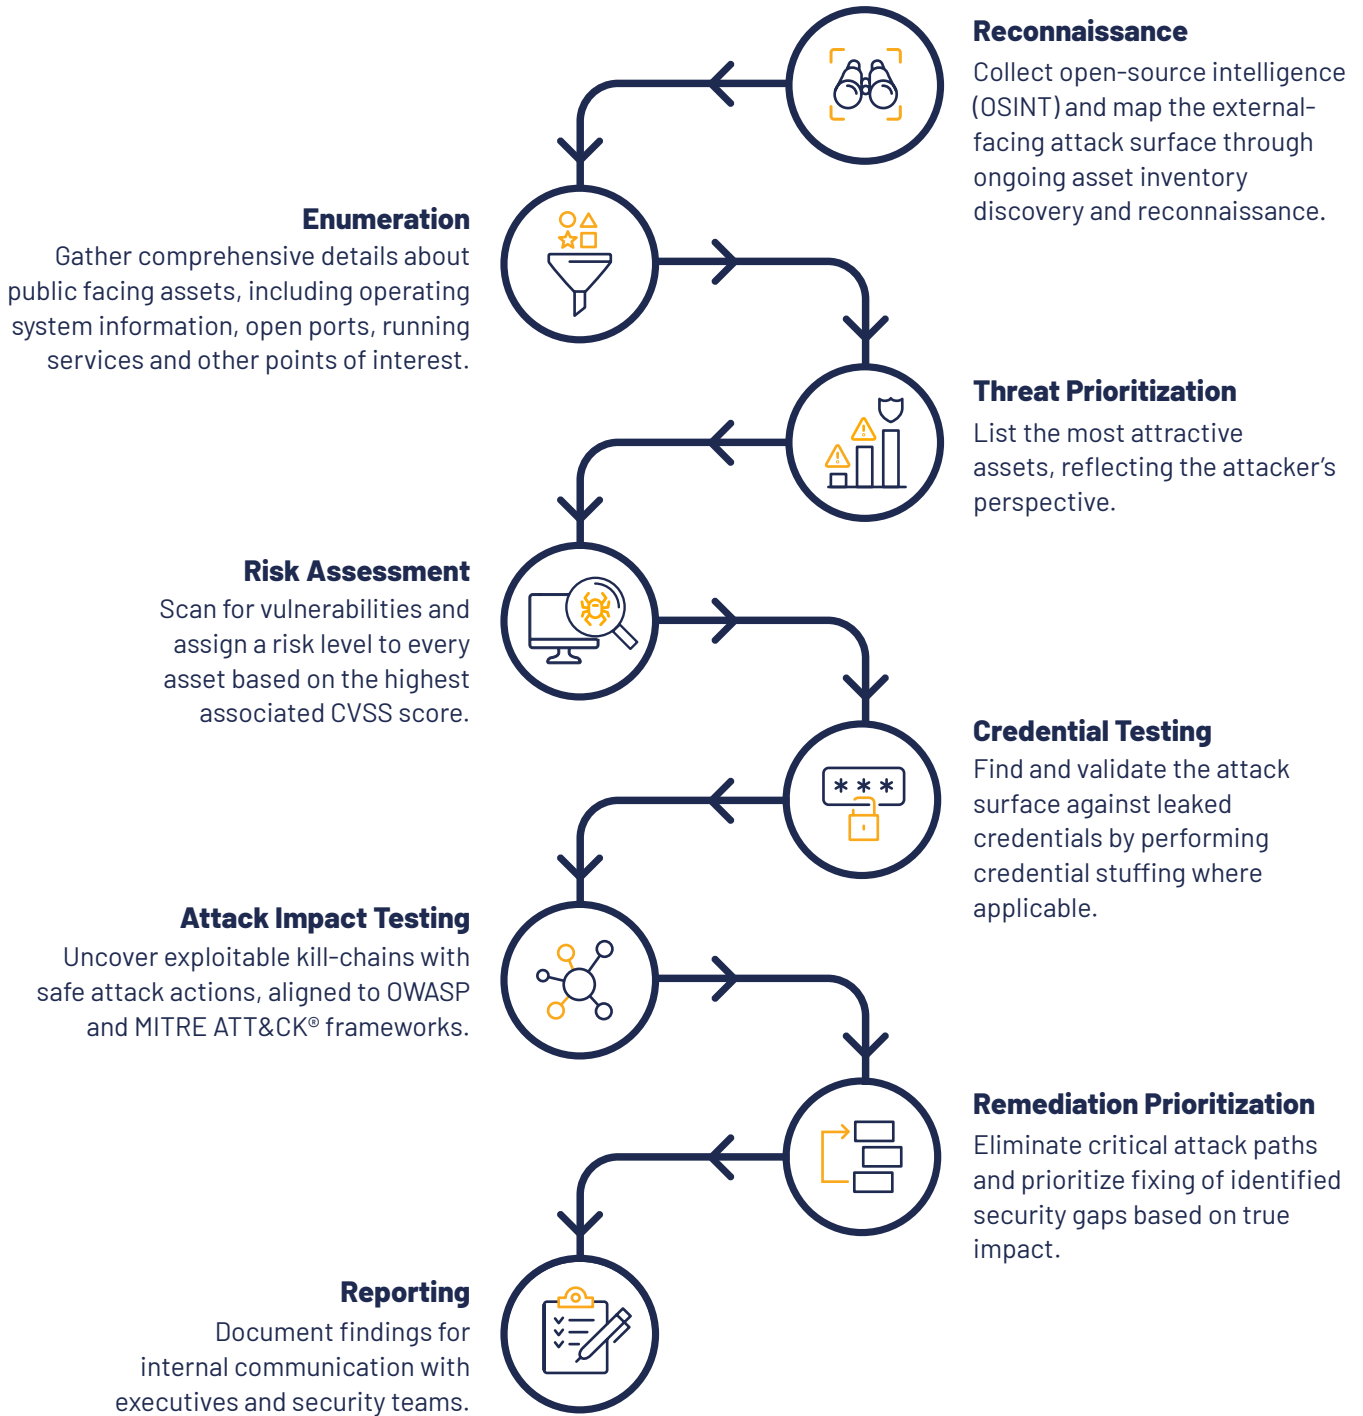 Reconnaissance
Collect open-source intelligence
(OSINT) and map the external-
facing attack surface through
ongoing asset inventory
discovery and reconnaissance.
Enumeration
Gather comprehensive details about
public facing assets, including operating
system information, open ports, running
services and other points of interest.
Threat Prioritization
List the most attractive
assets, reflecting the attacker’s
perspective.
Risk Assessment
Scan for vulnerabilities and
assign a risk level to every
asset based on the highest
associated CVSS score.
Credential Testing
Find and validate the attack
surface against leaked
credentials by performing
credential stuffing where
applicable.
***
Attack Impact Testing
Uncover exploitable kill-chains with
safe attack actions, aligned to OWASP
and MITRE ATT&CK® frameworks.
Remediation Prioritization
Eliminate critical attack paths
and prioritize fixing of identified
security gaps based on true
impact.
Reporting
Document findings for
internal communication with
executives and security teams.